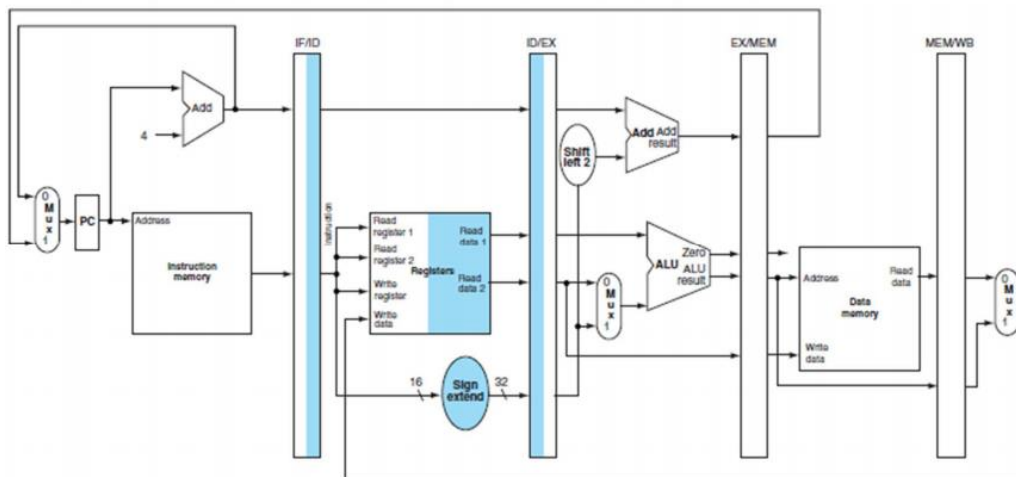 IF/ID
ID/EX
EX/MEM
MEM/WB
Add
4
Add Add
result
Shift
left 2
0
M
u
x
1
PC
Address
Instruction
memory
Instruction
Read
register 1
Read
register 2
Write
register
Write
data
Registers
Read
data 1
Read
data 2
16
Sign
extend
32
0
M
u
x
1
ALU
Zero
ALU
result
Address
Data
memory
Write
data
Read
data
0
M
u
x
1